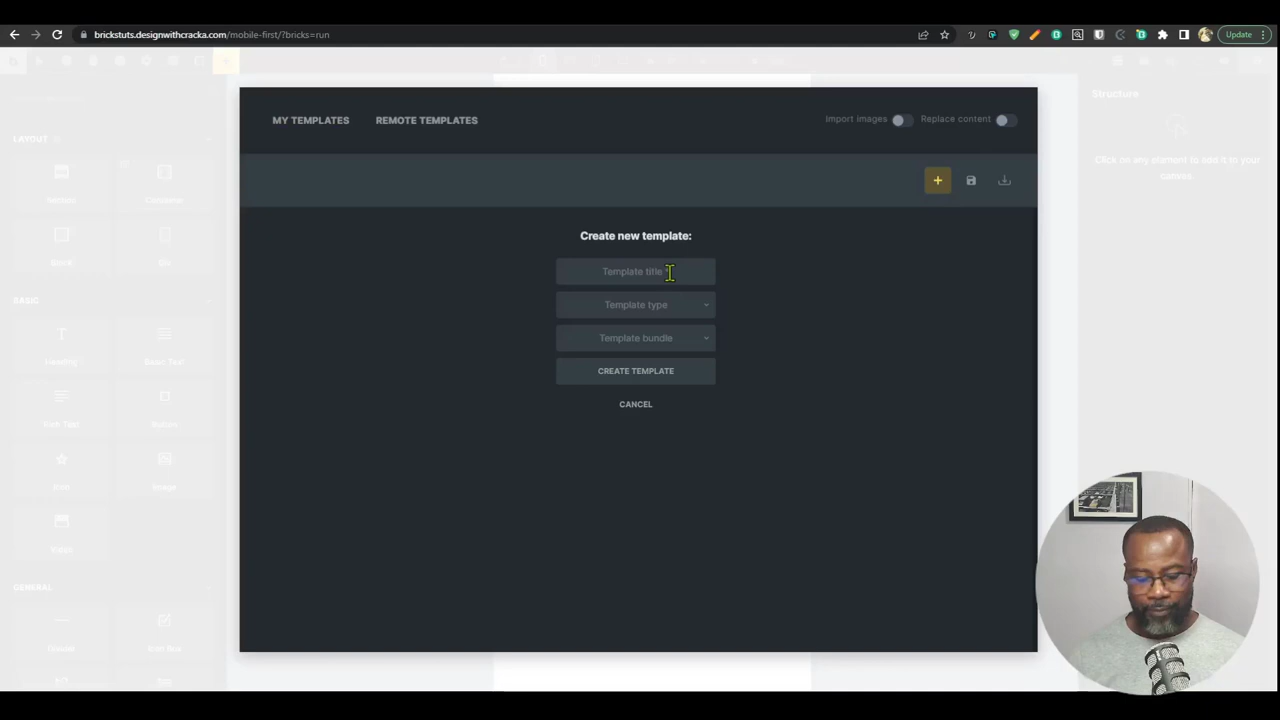 brickstuts.designwithcracka.com/mobile-first/?bricks=run
Update
MY TEMPLATES
REMOTE TEMPLATES
Import images
Replace content
Structure
Click on any element to add it to your
canvas.
LAYOUT
Section
Container
Block
Div
BASIC
Heading
Basic Text
Rich Text
Button
Icon
Image
Video
GENERAL
Divider
Icon Box
Create new template:
Template title *
Template type
Template bundle
CREATE TEMPLATE
CANCEL